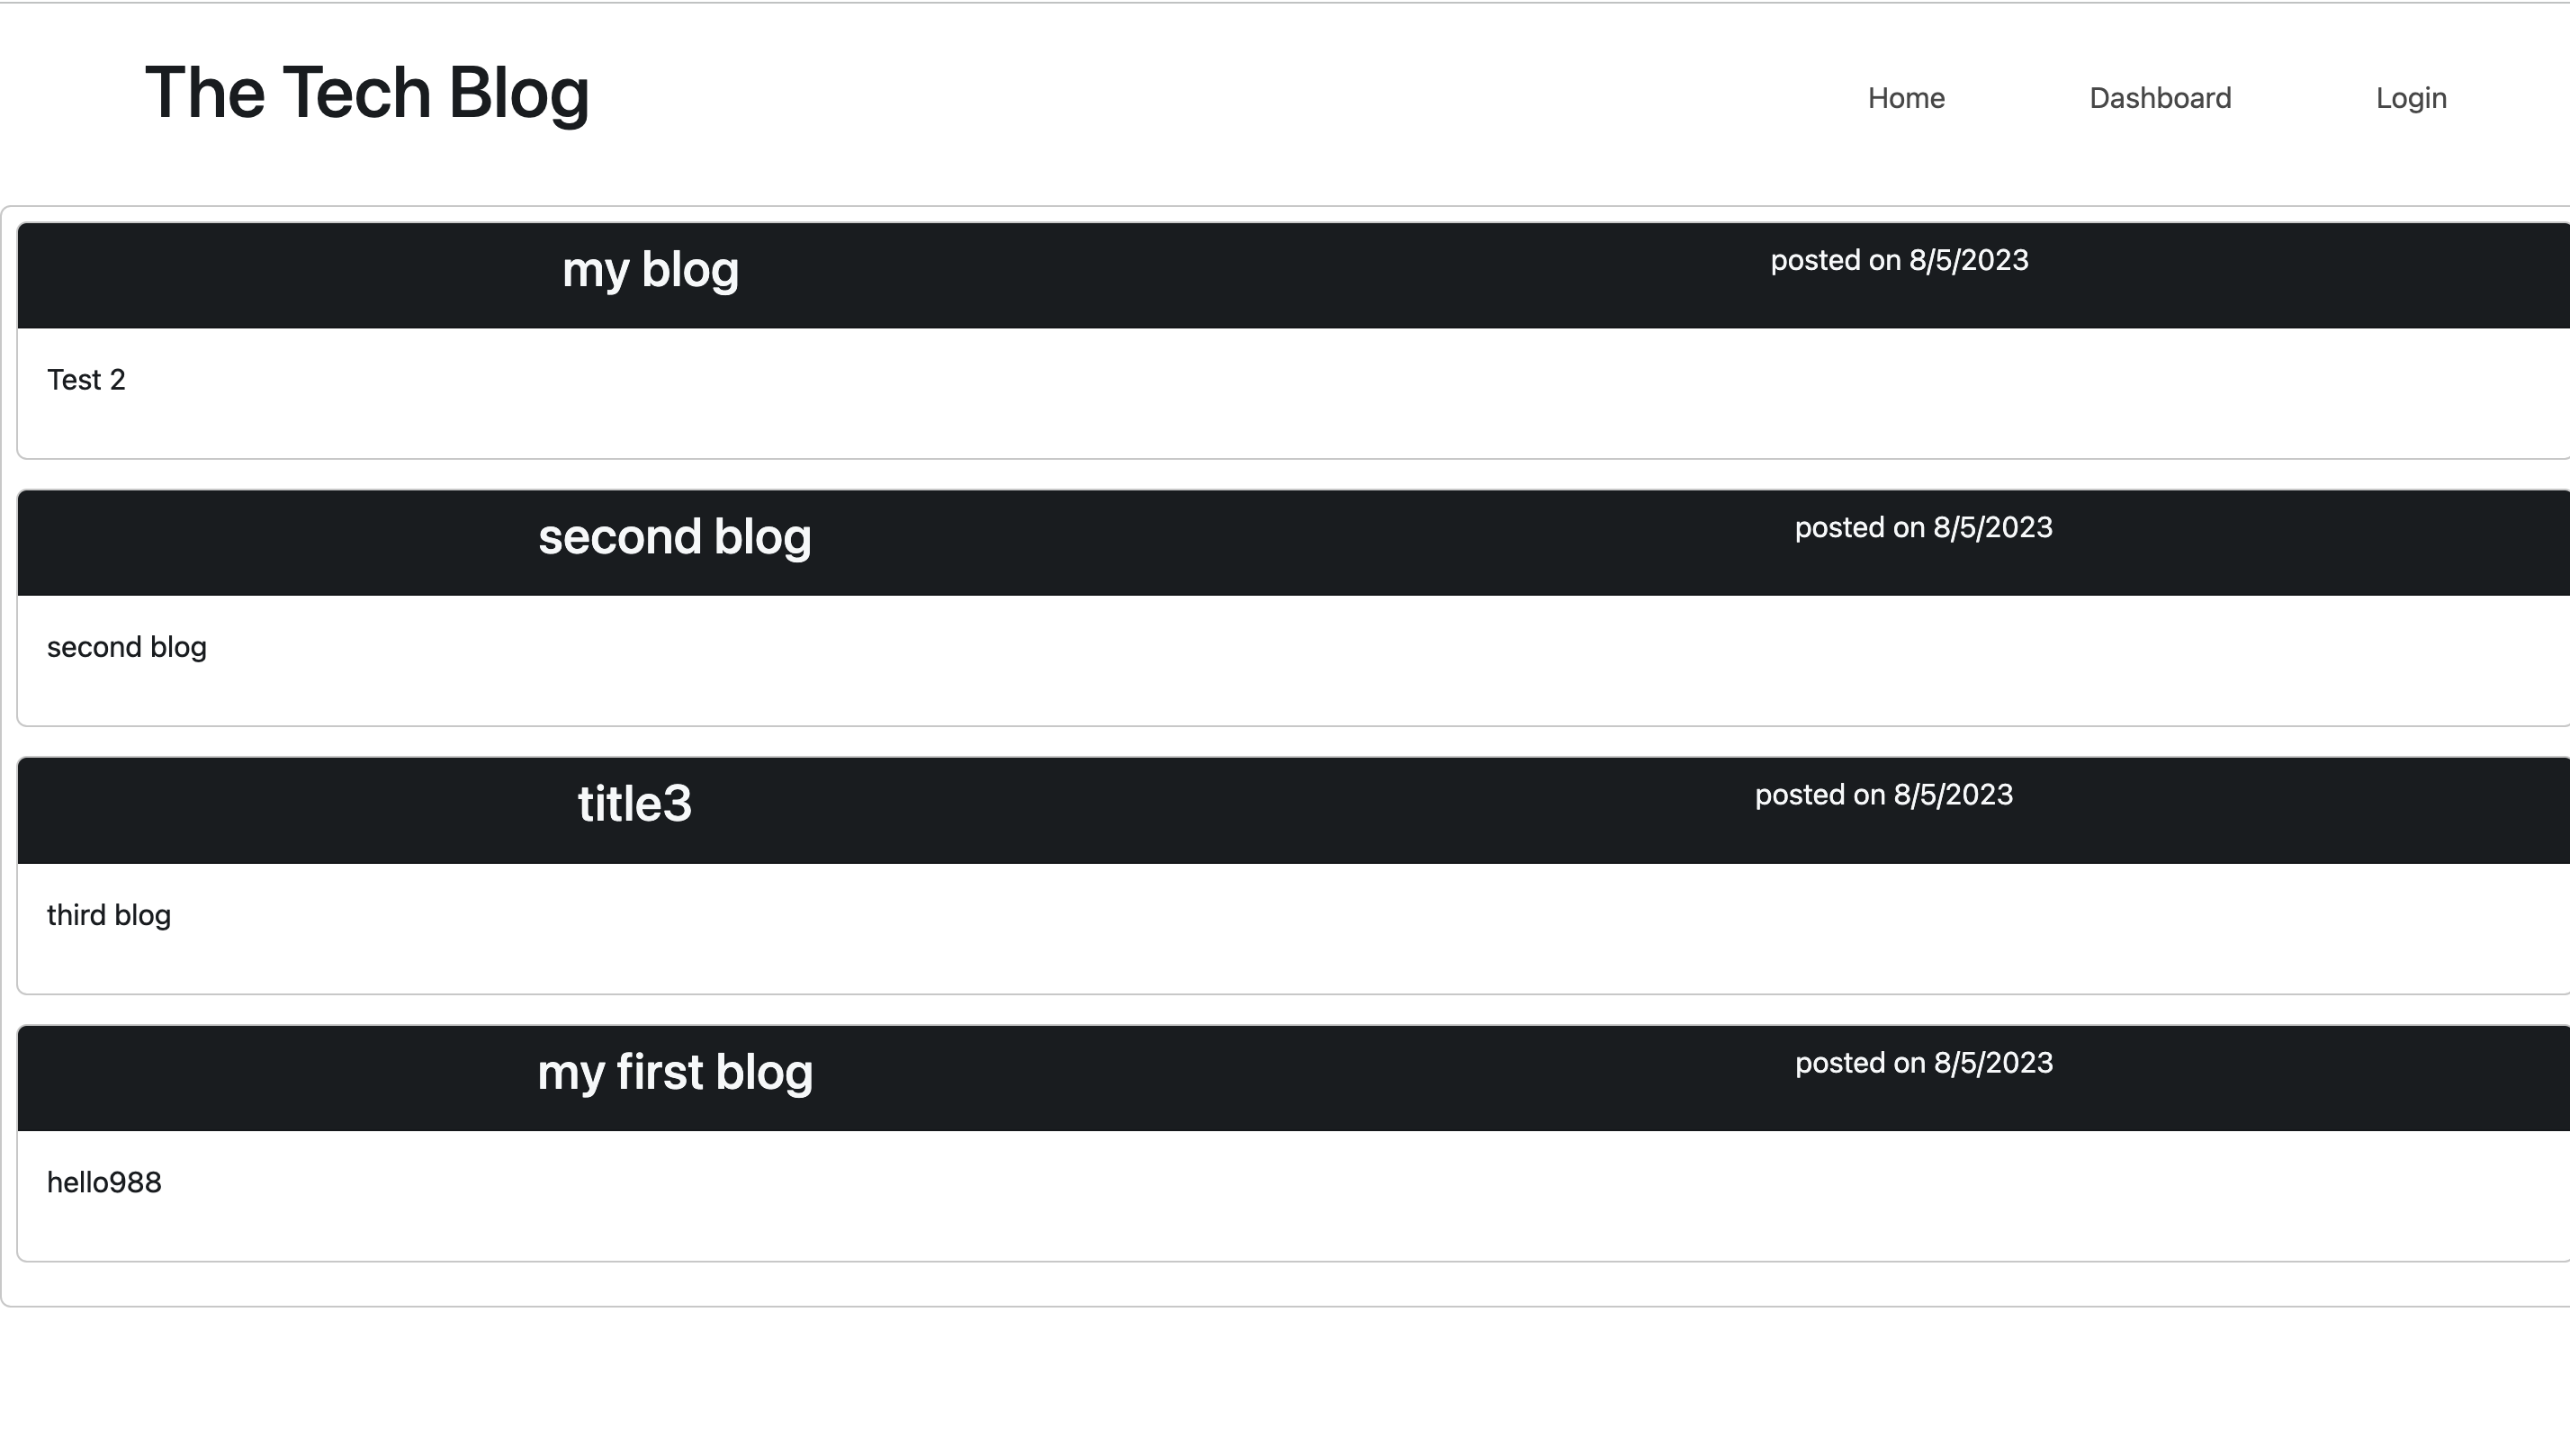 The Tech Blog
Home Dashboard Login
my blog posted on 8/5/2023
Test 2
second blog posted on 8/5/2023
second blog
title3 posted on 8/5/2023
third blog
my first blog posted on 8/5/2023
hello988